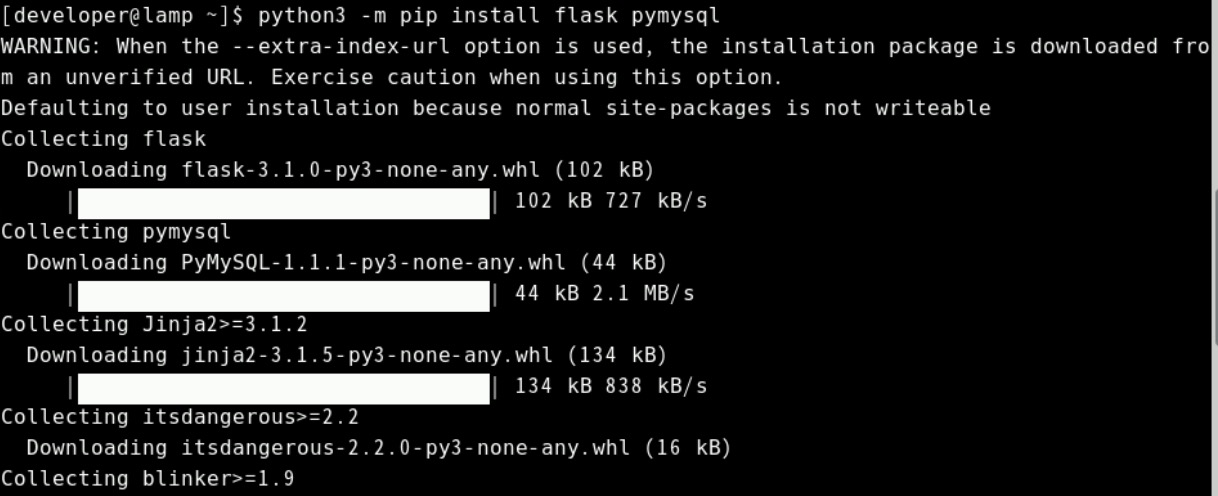 [developer@lamp ~]$ python3 -m pip install flask pymysql
WARNING: When the --extra-index-url option is used, the installation package is downloaded fro
m an unverified URL. Exercise caution when using this option.
Defaulting to user installation because normal site-packages is not writeable
Collecting flask
  Downloading flask-3.1.0-py3-none-any.whl (102 kB)
     |                                | 102 kB 727 kB/s
Collecting pymysql
  Downloading PyMySQL-1.1.1-py3-none-any.whl (44 kB)
     |                                | 44 kB 2.1 MB/s
Collecting Jinja2>=3.1.2
  Downloading jinja2-3.1.5-py3-none-any.whl (134 kB)
     |                                | 134 kB 838 kB/s
Collecting itsdangerous>=2.2
  Downloading itsdangerous-2.2.0-py3-none-any.whl (16 kB)
Collecting blinker>=1.9